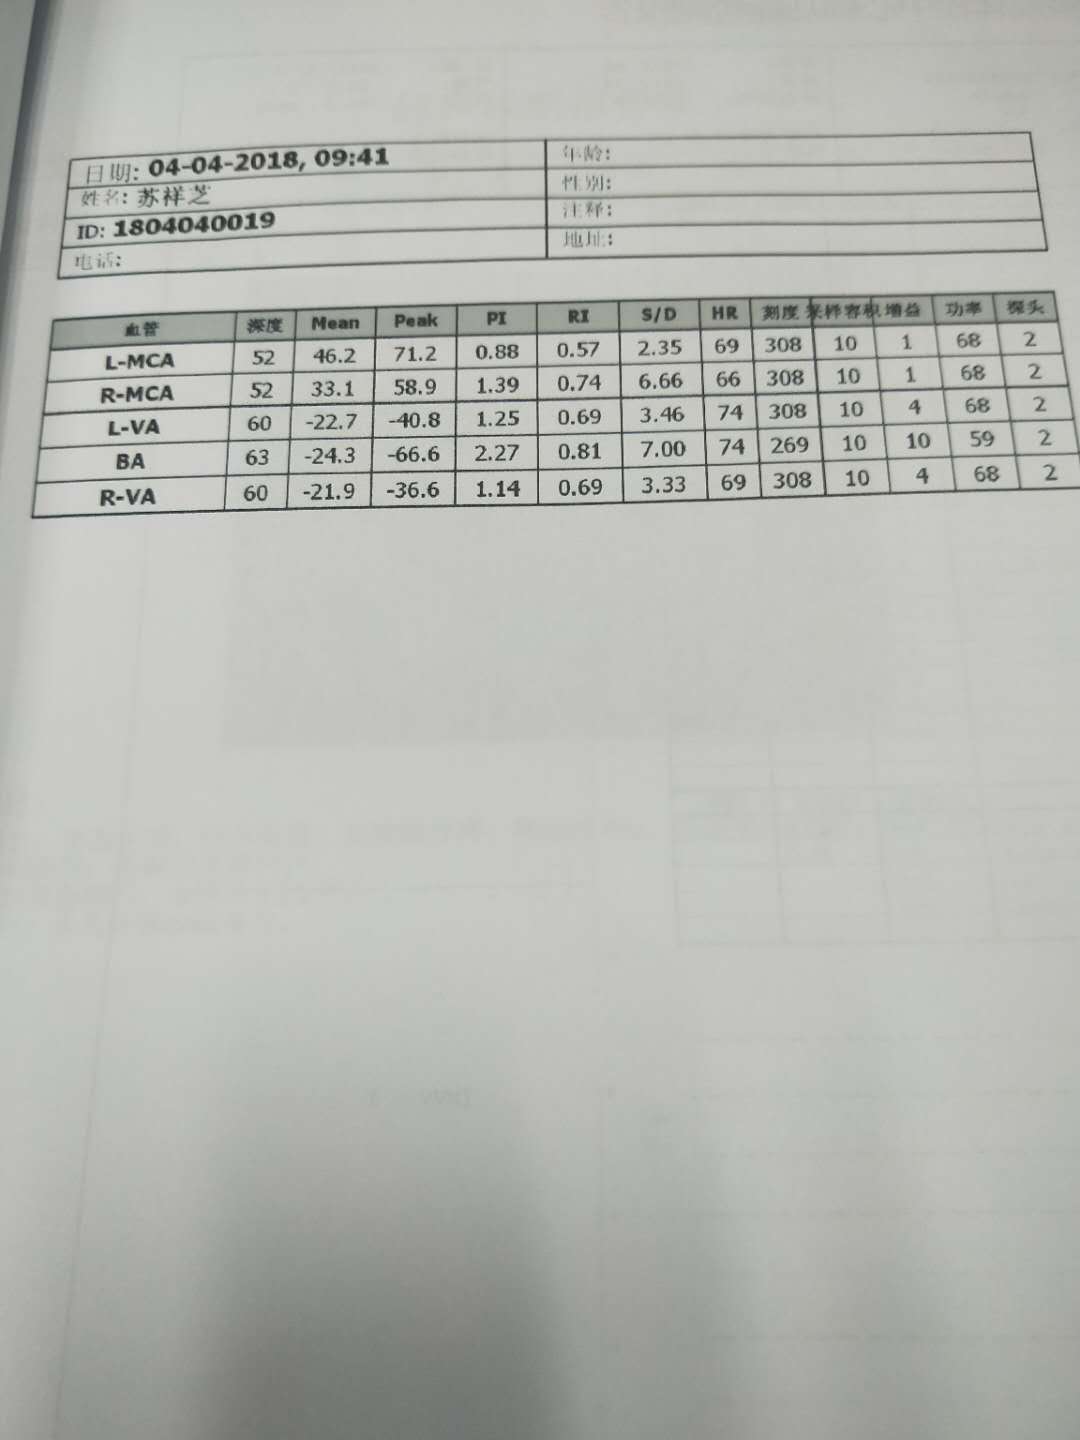 日期: 04-04-2018, 09:41 年龄:
姓名: 苏祥芝 性别:
ID: 1804040019 注释:
电话: 地址:
血管 深度 Mean Peak PI RI S/D HR 刻度 采样容积 增益 功率 探头
L-MCA 52 46.2 71.2 0.88 0.57 2.35 69 308 10 1 68 2
R-MCA 52 33.1 58.9 1.39 0.74 6.66 66 308 10 1 68 2
L-VA 60 -22.7 -40.8 1.25 0.69 3.46 74 308 10 4 68 2
BA 63 -24.3 -66.6 2.27 0.81 7.00 74 269 10 10 59 2
R-VA 60 -21.9 -36.6 1.14 0.69 3.33 69 308 10 4 68 2